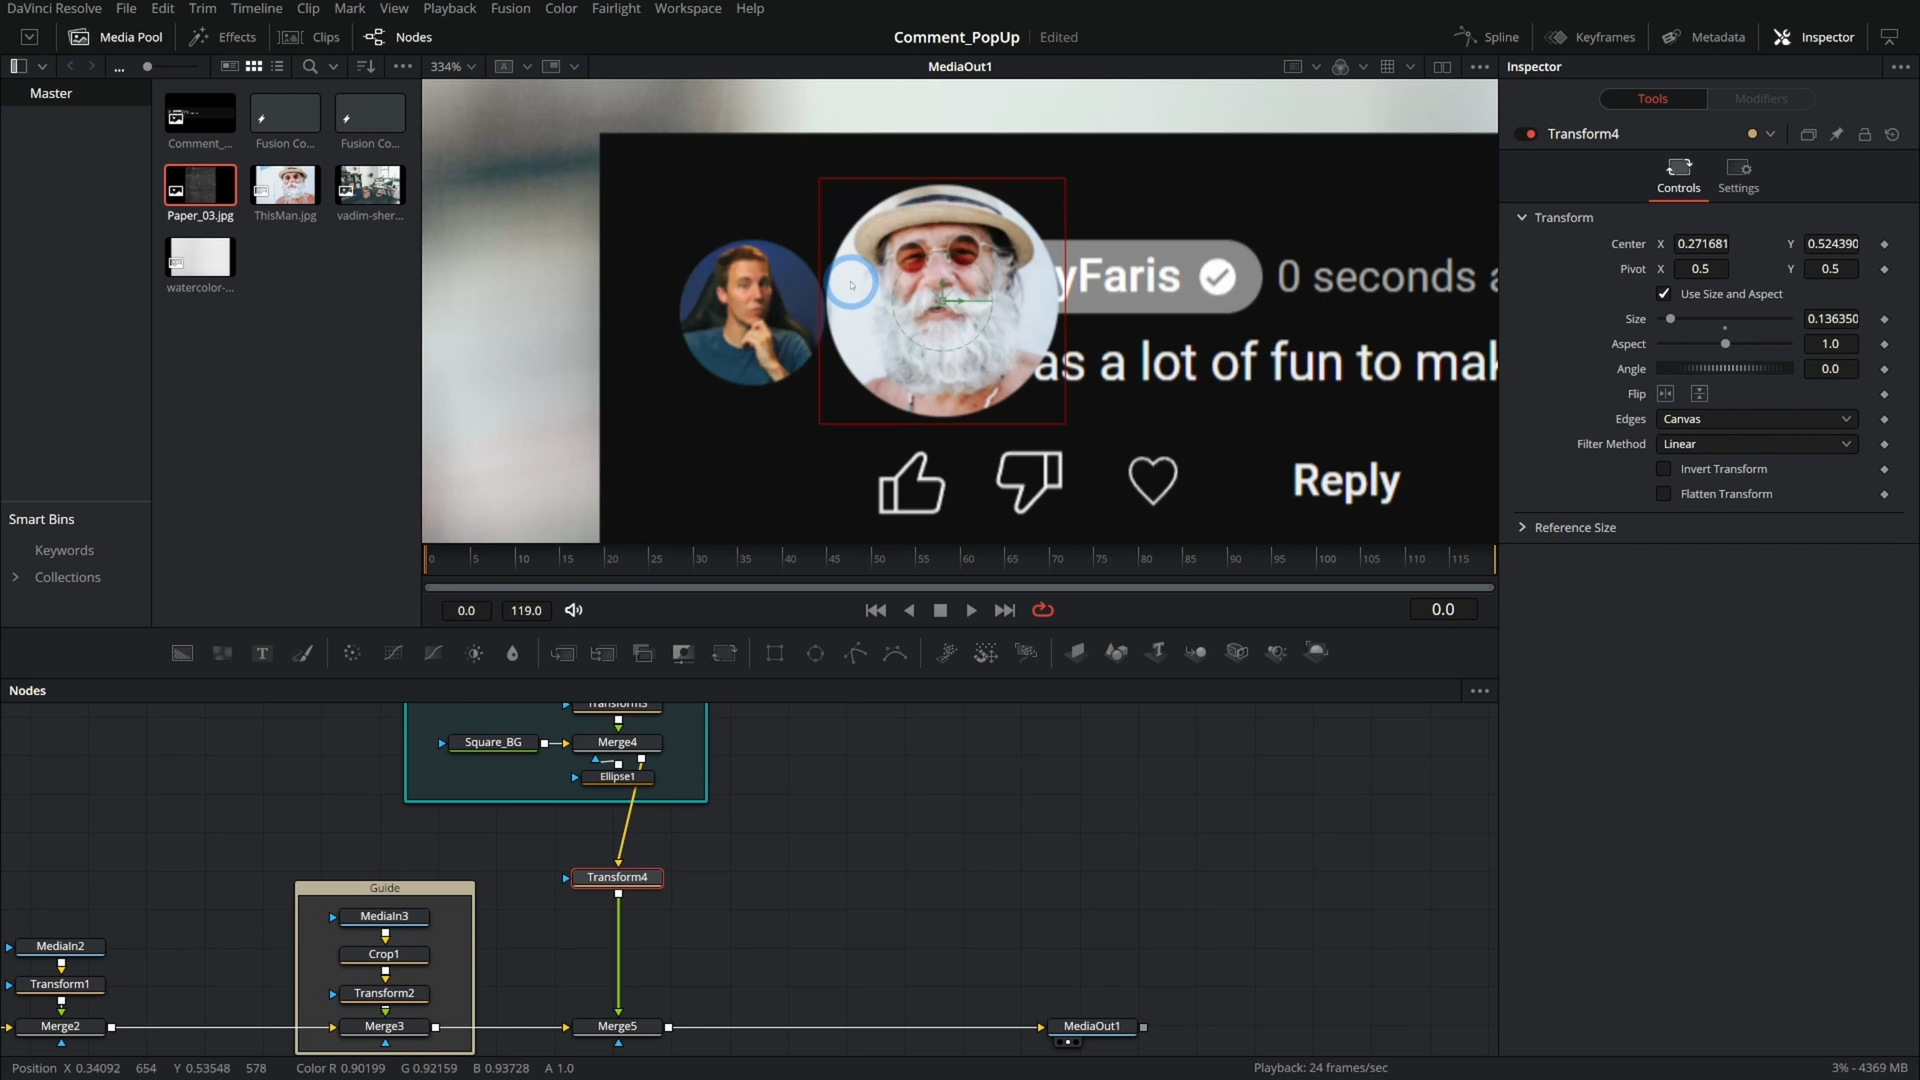 DaVinci Resolve File Edit Trim Timeline Clip Mark View Playback Fusion Color Fairlight Workspace Help
Media Pool Effects Clips Nodes Comment_PopUp Edited Spline Keyframes Metadata Inspector
... 334% A MediaOut1 Inspector
Master
Comment_... Fusion Co... Fusion Co...
Paper_03.jpg ThisMan.jpg vadim-sher...
watercolor-...
Smart Bins
Keywords
Collections
yFaris 0 seconds a
as a lot of fun to mak
Reply
0 5 10 15 20 25 30 35 40 45 50 55 60 65 70 75 80 85 90 95 100 105 110 115
0.0 119.0 0.0
Tools Modifiers
Transform4
Controls Settings
Transform
Center X 0.271681 Y 0.524390
Pivot X 0.5 Y 0.5
Use Size and Aspect
Size 0.136350
Aspect 1.0
Angle 0.0
Flip
Edges Canvas
Filter Method Linear
Invert Transform
Flatten Transform
Reference Size
T T
Nodes
Transform3
Square_BG Merge4
Ellipse1
Transform4
Guide
MediaIn3
MediaIn2 Crop1
Transform1 Transform2
Merge2 Merge3 Merge5 MediaOut1
Position X 0.34092 654 Y 0.53548 578 Color R 0.90199 G 0.92159 B 0.93728 A 1.0 Playback: 24 frames/sec 3% - 4369 MB